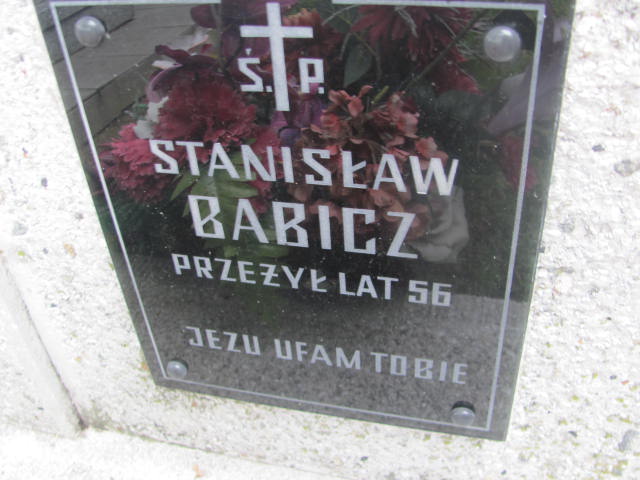 Ś. P.
STANISŁAW
BABICZ
PRZEŻYŁ LAT 56
JEZU UFAM TOBIE